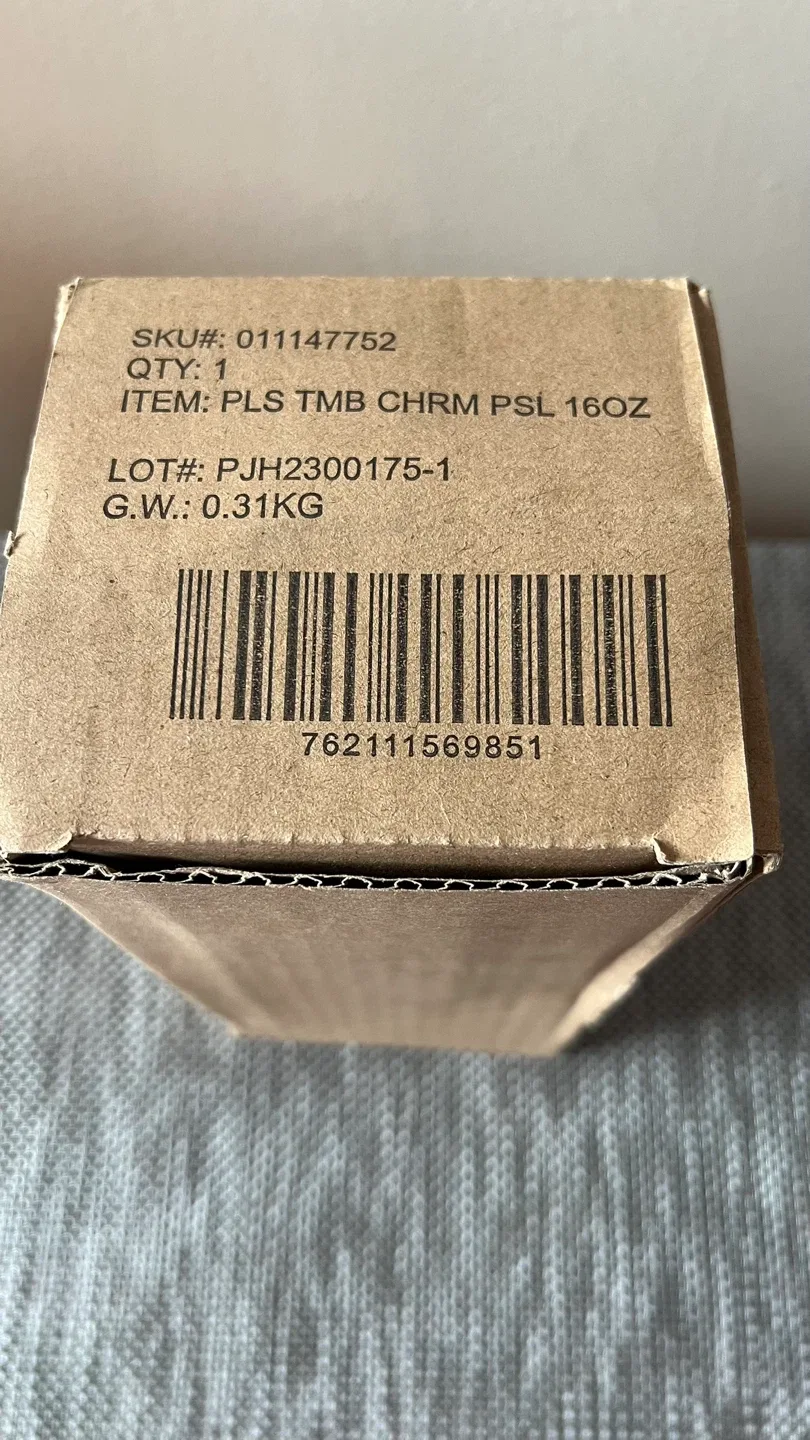 SKU#: 011147752
QTY: 1
ITEM: PLS TMB CHRM PSL 16OZ
LOT#: PJH2300175-1
G.W.: 0.31KG
762111569851